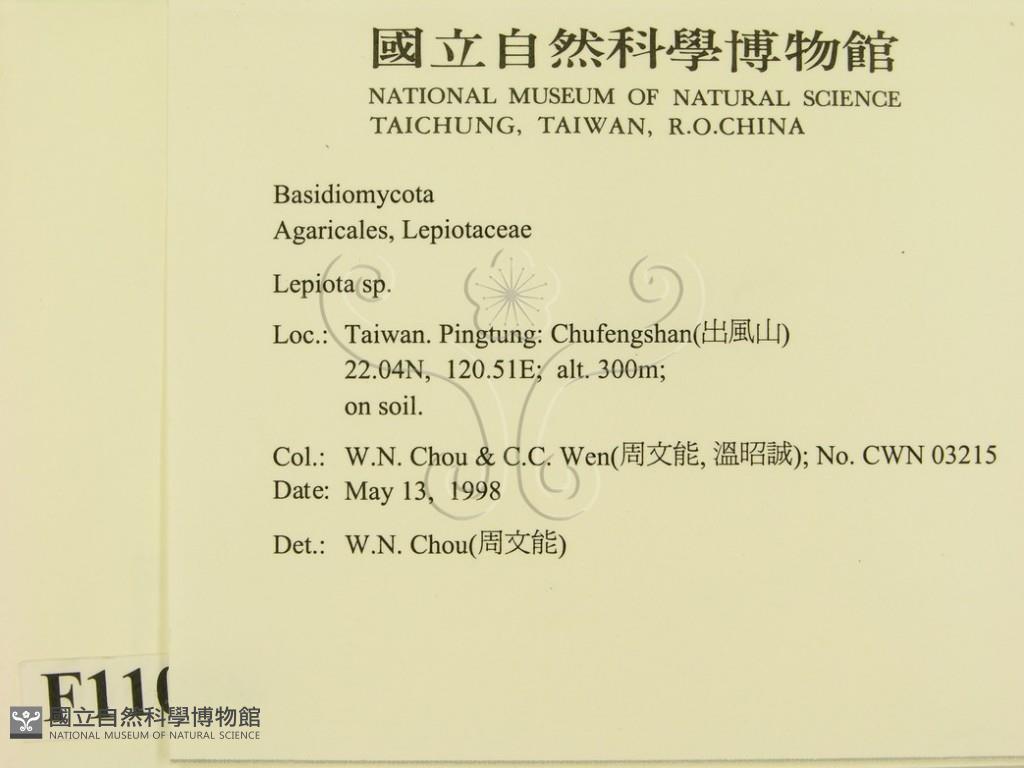 國立自然科學博物館
NATIONAL MUSEUM OF NATURAL SCIENCE
TAICHUNG, TAIWAN, R.O.CHINA
Basidiomycota
Agaricales, Lepiotaceae
Lepiota sp.
Loc.: Taiwan. Pingtung: Chufengshan(出風山)
22.04N, 120.51E; alt. 300m;
on soil.
Col.: W.N. Chou & C.C. Wen(周文能, 溫昭誠); No. CWN 03215
Date: May 13, 1998
Det.: W.N. Chou(周文能)
F110
國立自然科學博物館
NATIONAL MUSEUM OF NATURAL SCIENCE